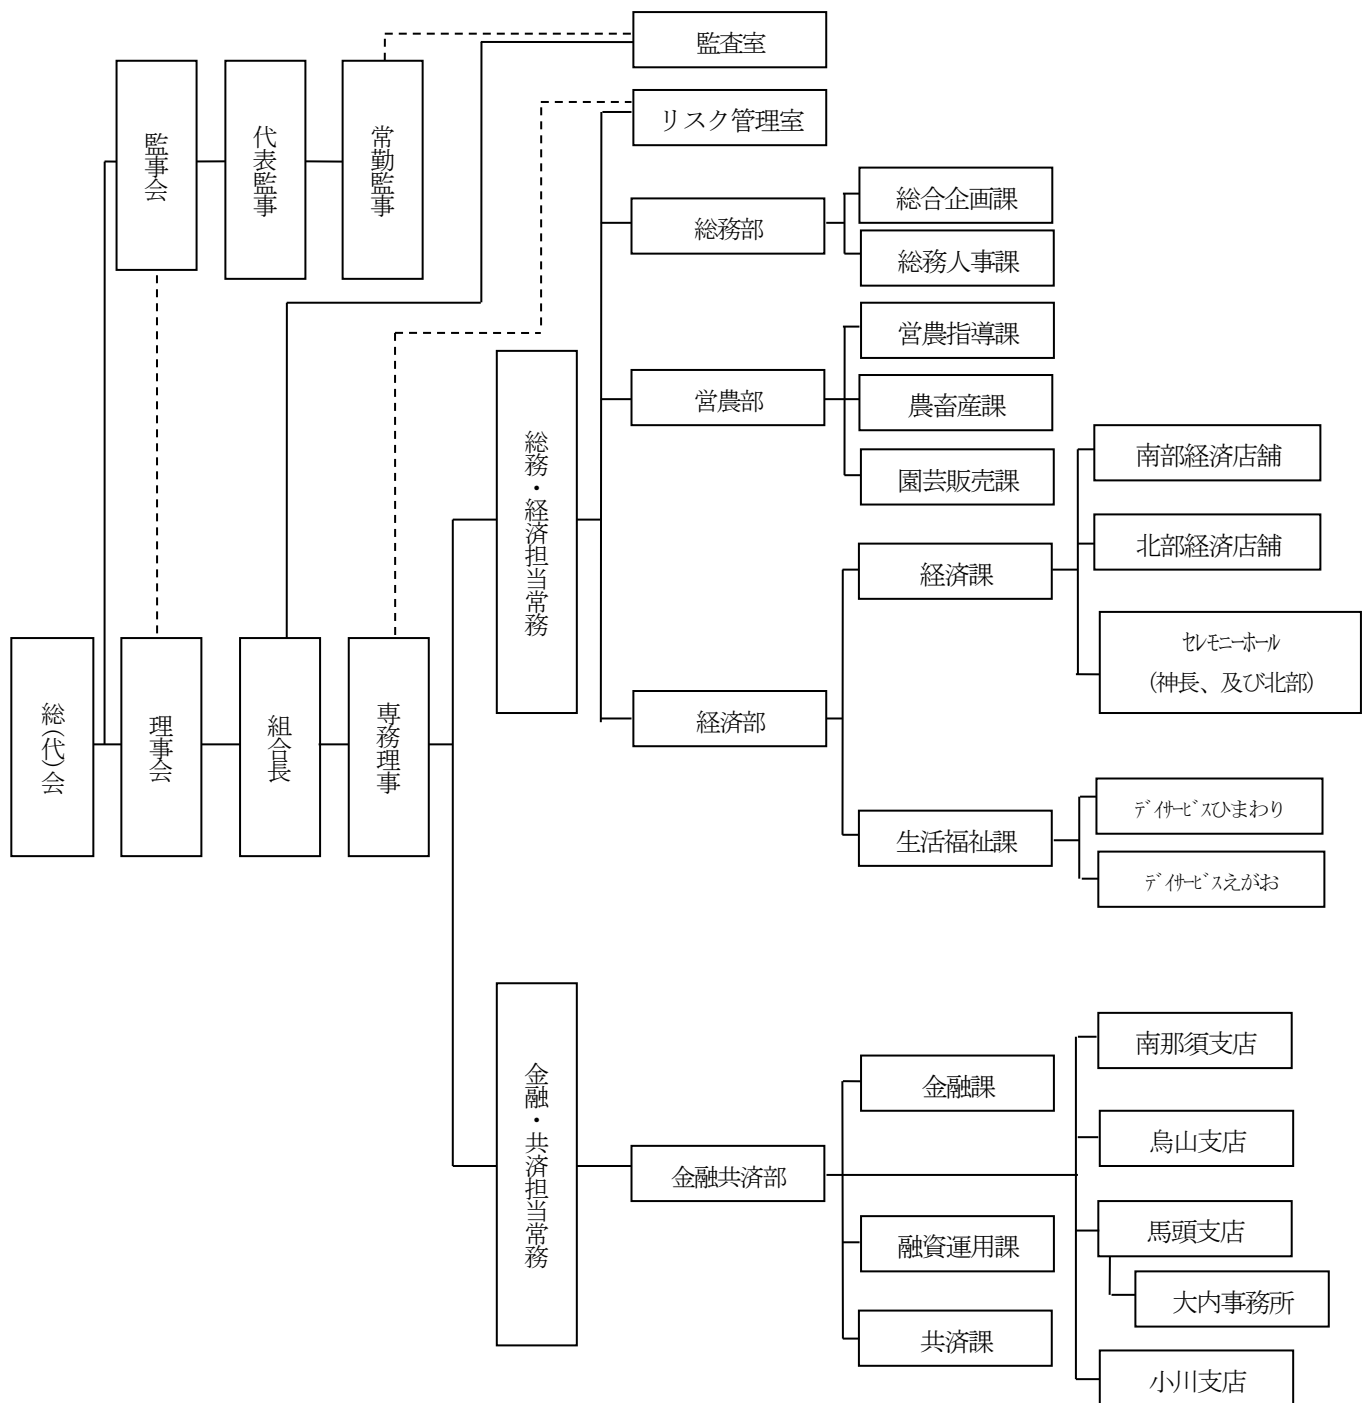 監査室
リスク管理室
監事会
代表監事
常勤監事
総合企画課
総務部
総務人事課
営農指導課
営農部
農畜産課
園芸販売課
総務・経済担当常務
南部経済店舗
北部経済店舗
経済課
セレモニーホール
(神長、及び北部)
経済部
総(代)会
理事会
組合長
専務理事
デイサービスひまわり
生活福祉課
デイサービスえがお
金融・共済担当常務
南那須支店
金融課
烏山支店
金融共済部
馬頭支店
融資運用課
大内事務所
共済課
小川支店